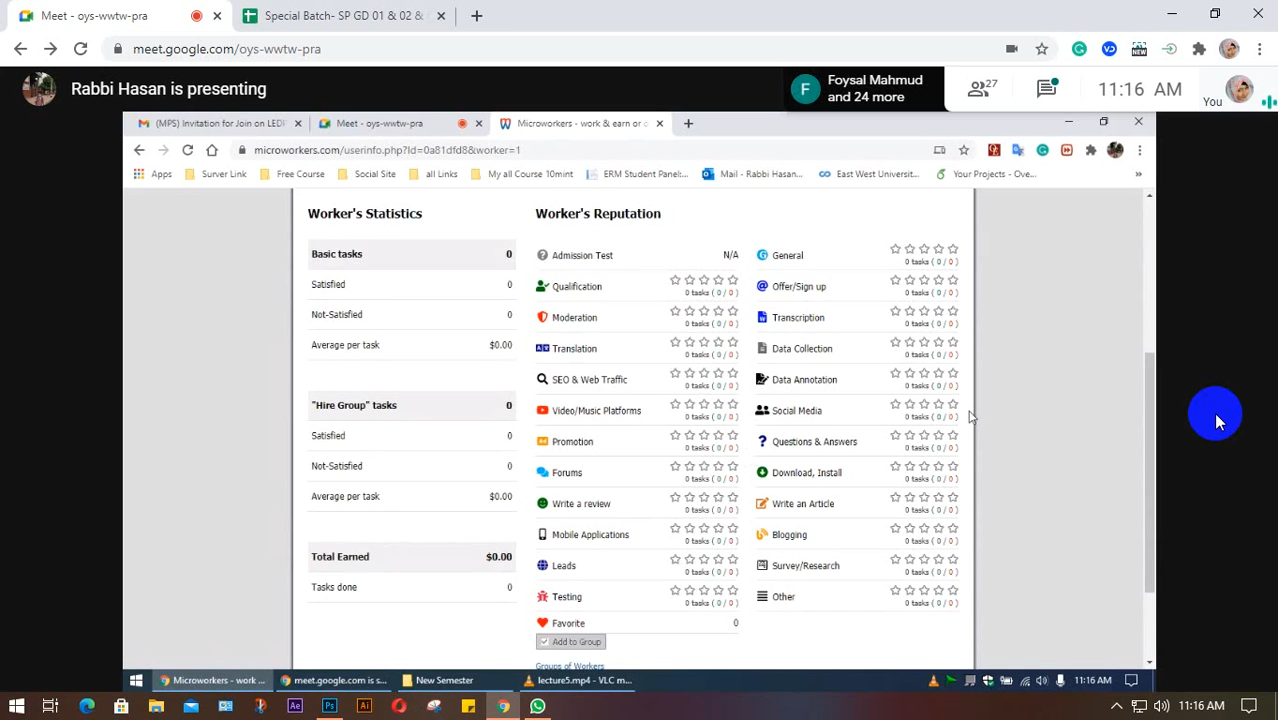 Meet - oys-wwtw-pra
Special Batch- SP GD 01 & 02 &
meet.google.com/oys-wwtw-pra
NEW
Rabbi Hasan is presenting
F
Foysal Mahmud
and 24 more
27
11:16 AM
You
(MPS) Invitation for Join on LEDP
Meet - oys-wwtw-pra
Microworkers - work & earn or o
microworkers.com/userinfo.php?Id=0a81dfd8&worker=1
Apps
Surver Link
Free Course
Social Site
all Links
My all Course 10mint
ERM Student Panel:...
Mail - Rabbi Hasan...
East West Universit...
Your Projects - Ove...
Worker's Statistics
Basic tasks 0
Satisfied 0
Not-Satisfied 0
Average per task $0.00
"Hire Group" tasks 0
Satisfied 0
Not-Satisfied 0
Average per task $0.00
Total Earned $0.00
Tasks done 0
Worker's Reputation
Admission Test N/A
Qualification
0 tasks ( 0 / 0 )
Moderation
0 tasks ( 0 / 0 )
Translation
0 tasks ( 0 / 0 )
SEO & Web Traffic
0 tasks ( 0 / 0 )
Video/Music Platforms
0 tasks ( 0 / 0 )
Promotion
0 tasks ( 0 / 0 )
Forums
0 tasks ( 0 / 0 )
Write a review
0 tasks ( 0 / 0 )
Mobile Applications
0 tasks ( 0 / 0 )
Leads
0 tasks ( 0 / 0 )
Testing
0 tasks ( 0 / 0 )
Favorite 0
Add to Group
Groups of Workers
General
0 tasks ( 0 / 0 )
Offer/Sign up
0 tasks ( 0 / 0 )
Transcription
0 tasks ( 0 / 0 )
Data Collection
0 tasks ( 0 / 0 )
Data Annotation
0 tasks ( 0 / 0 )
Social Media
0 tasks ( 0 / 0 )
Questions & Answers
0 tasks ( 0 / 0 )
Download, Install
0 tasks ( 0 / 0 )
Write an Article
0 tasks ( 0 / 0 )
Blogging
0 tasks ( 0 / 0 )
Survey/Research
0 tasks ( 0 / 0 )
Other
0 tasks ( 0 / 0 )
Microworkers - work ...
meet.google.com is s...
New Semester
lecture5.mp4 - VLC m...
11:16 AM
Ae
Ps
Ai
11:16 AM